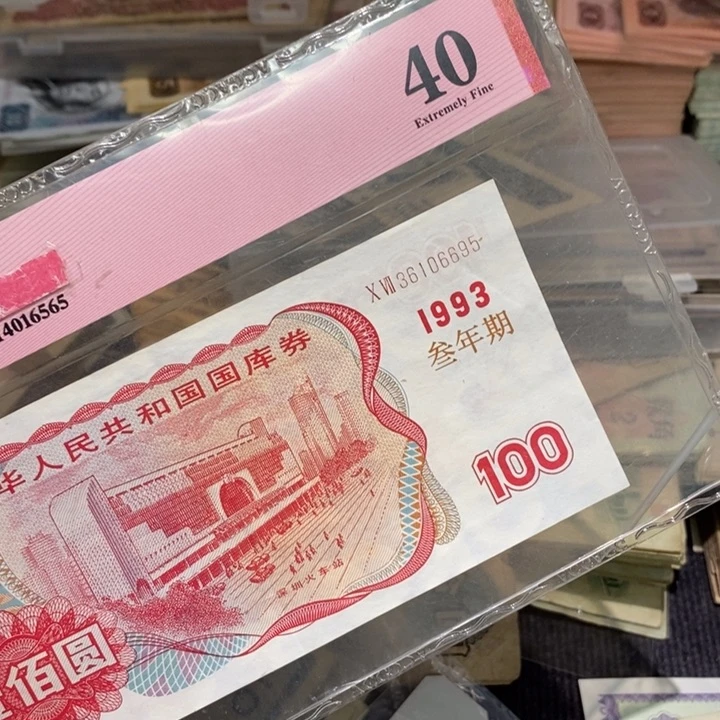 40
Extremely Fine
14016565
XⅦ36106695
1993
叁年期
华人民共和国国库券
100
深圳火车站
佰圆